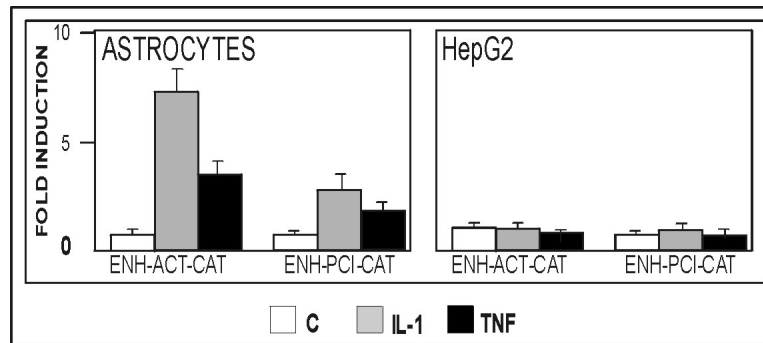 10
ASTROCYTES
HepG2
FOLD INDUCTION
5
0
ENH-ACT-CAT ENH-PCI-CAT
ENH-ACT-CAT ENH-PCI-CAT
C IL-1 TNF